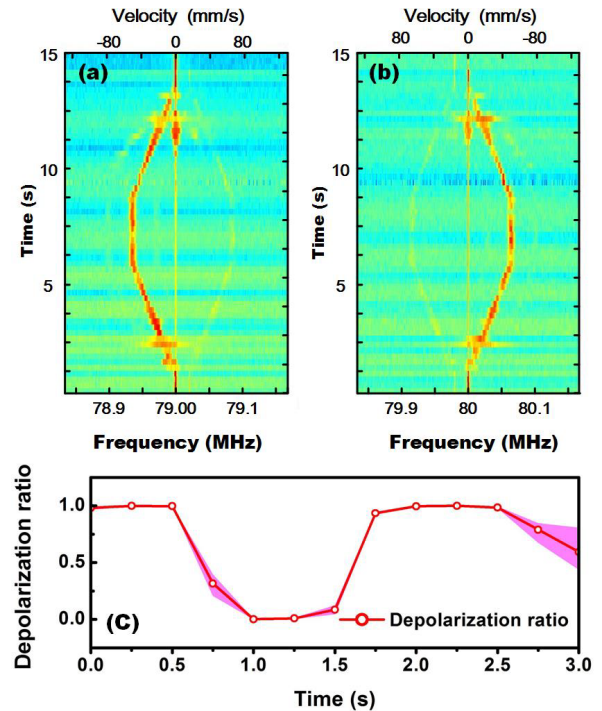 Velocity (mm/s)
-80 0 80
Velocity (mm/s)
80 0 -80
15
(a)
10
Time (s)
5
78.9 79.00 79.1
Frequency (MHz)
15
(b)
10
Time (s)
5
79.9 80 80.1
Frequency (MHz)
Depolarization ratio
1.0
0.5
0.0
(C)
Depolarization ratio
0.0 0.5 1.0 1.5 2.0 2.5 3.0
Time (s)